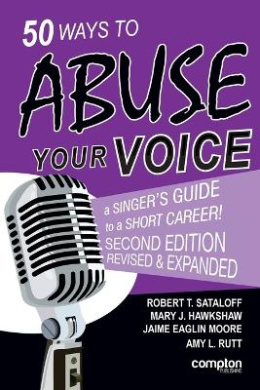 50 WAYS TO
ABUSE
YOUR VOICE
a SINGER'S GUIDE
to a SHORT CAREER!
SECOND EDITION
REVISED & EXPANDED
ROBERT T. SATALOFF
MARY J. HAWKSHAW
JAIME EAGLIN MOORE
AMY L. RUTT
compton
PUBLISHING